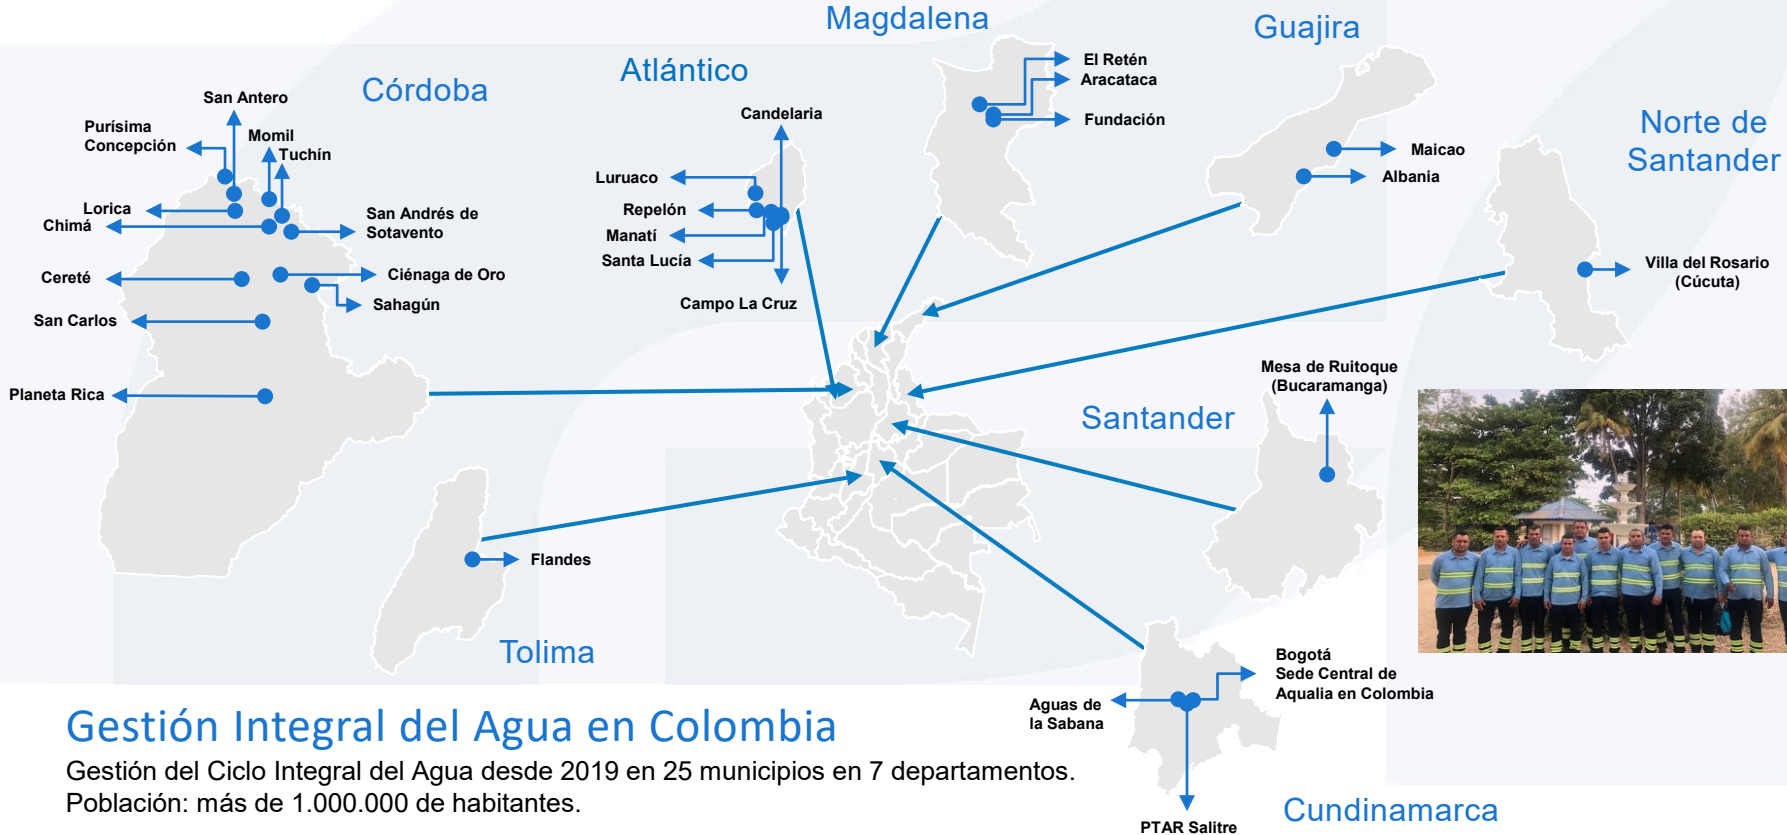 Magdalena
Guajira
Atlántico
Córdoba
Norte de
Santander
San Antero
Purísima
Concepción
Momil
Tuchín
Lorica
Chimá
San Andrés de
Sotavento
Cereté
Ciénaga de Oro
Sahagún
San Carlos
Planeta Rica
Candelaria
Luruaco
Repelón
Manatí
Santa Lucía
Campo La Cruz
El Retén
Aracataca
Fundación
Maicao
Albania
Villa del Rosario
(Cúcuta)
Mesa de Ruitoque
(Bucaramanga)
Santander
Flandes
Tolima
Bogotá
Sede Central de
Aqualia en Colombia
Aguas de
la Sabana
PTAR Salitre
Cundinamarca
Gestión Integral del Agua en Colombia
Gestión del Ciclo Integral del Agua desde 2019 en 25 municipios en 7 departamentos.
Población: más de 1.000.000 de habitantes.